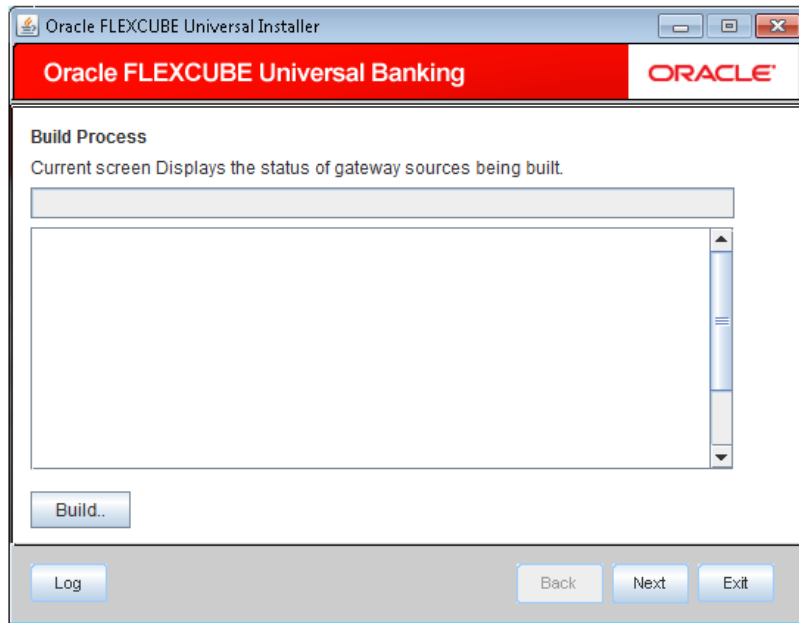 Oracle FLEXCUBE Universal Installer
Oracle FLEXCUBE Universal Banking
ORACLE
Build Process
Current screen Displays the status of gateway sources being built.
Build..
Log
Back
Next
Exit